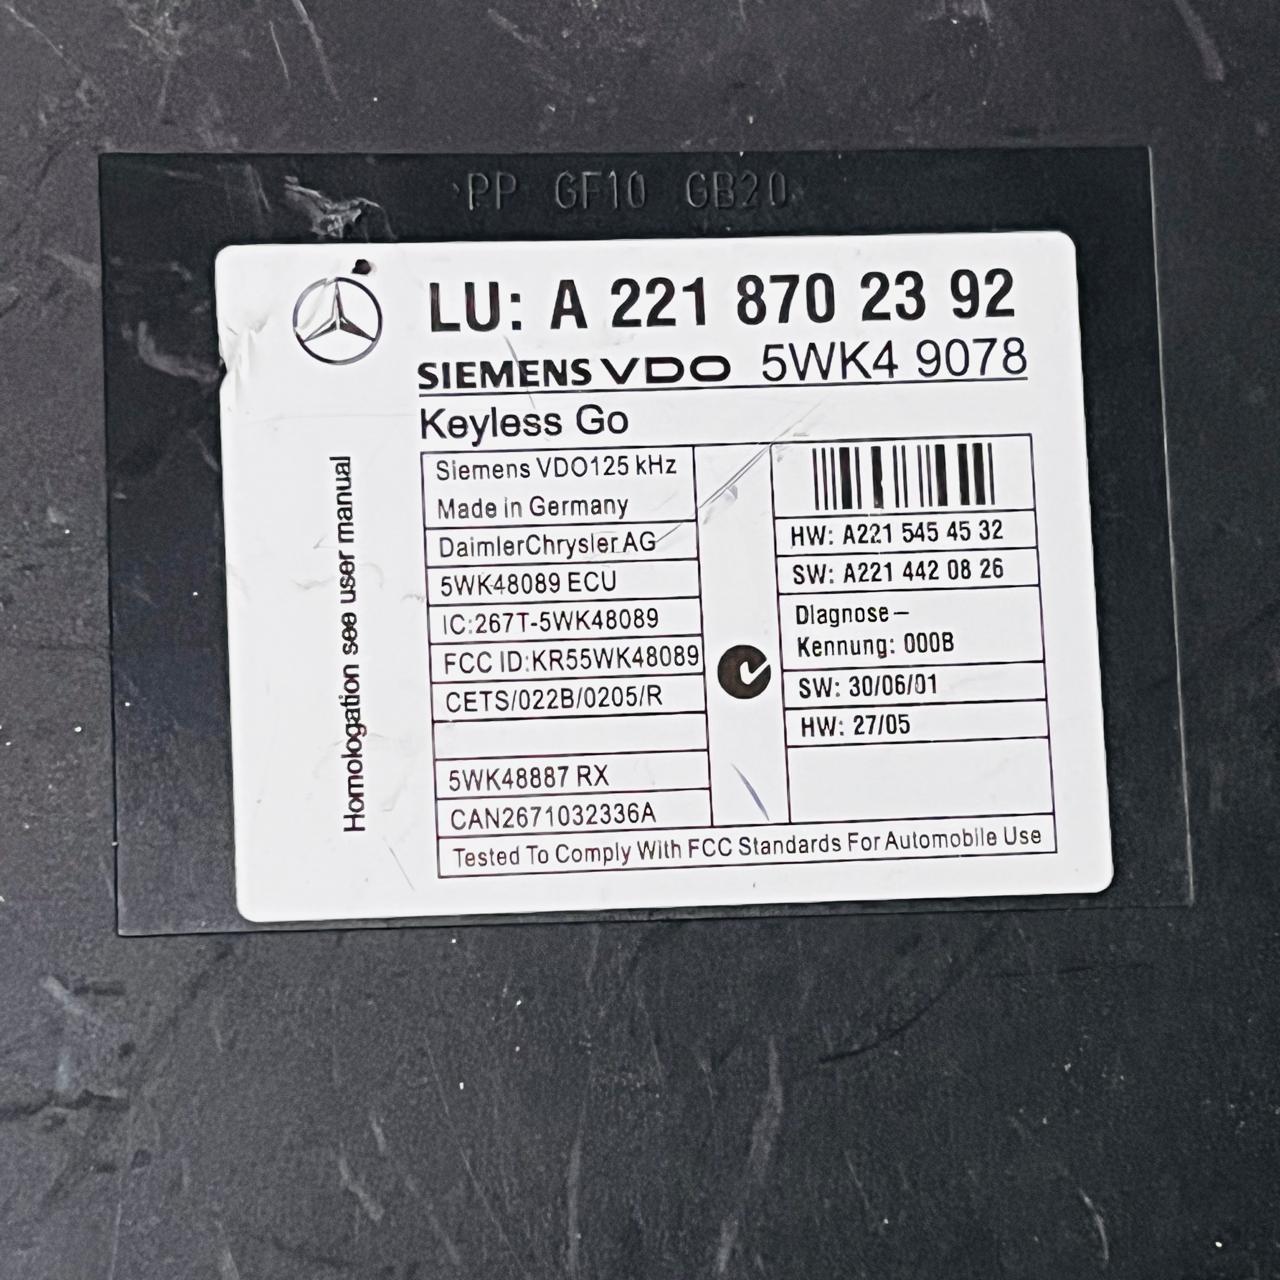 PP GF10 GB20
LU: A 221 870 23 92
SIEMENS VDO 5WK4 9078
Keyless Go
Homologation see user manual
Siemens VDO125 kHz
Made in Germany
DaimlerChrysler AG
5WK48089 ECU
IC:267T-5WK48089
FCC ID:KR55WK48089
CETS/022B/0205/R
5WK48887 RX
CAN2671032336A
HW: A221 545 45 32
SW: A221 442 08 26
Diagnose–
Kennung: 000B
SW: 30/06/01
HW: 27/05
Tested To Comply With FCC Standards For Automobile Use